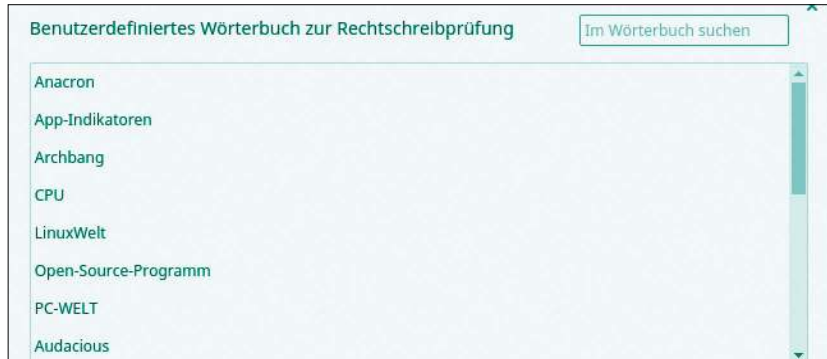 Benutzerdefiniertes Wörterbuch zur Rechtschreibprüfung
Im Wörterbuch suchen
Anacron
App-Indikatoren
Archbang
CPU
LinuxWelt
Open-Source-Programm
PC-WELT
Audacious